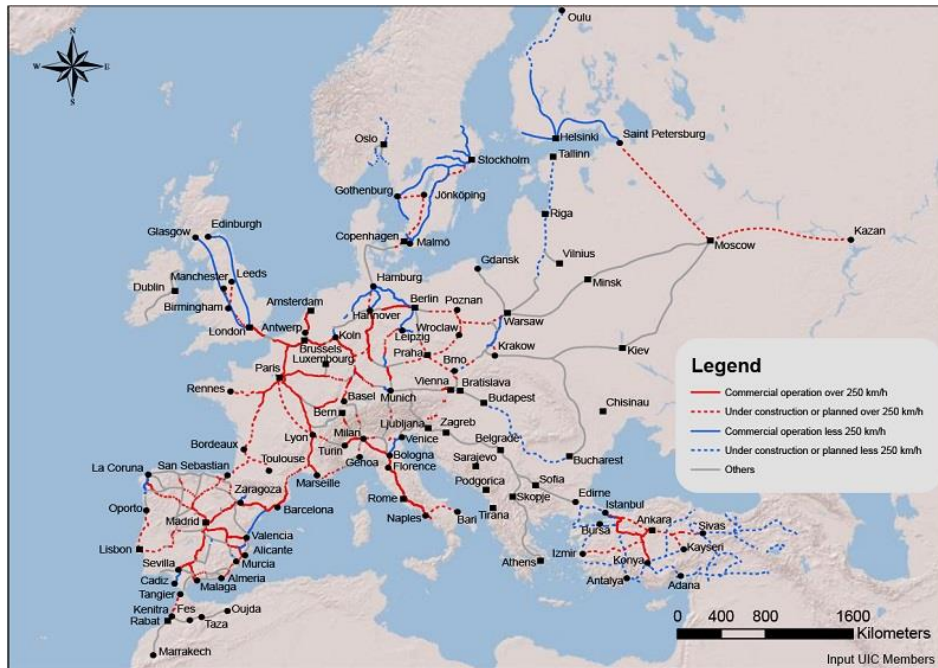 Oulu
N
W E
S
Oslo
Helsinki
Saint Petersburg
Tallinn
Stockholm
Gothenburg
Jönköping
Riga
Glasgow
Edinburgh
Copenhagen
Malmö
Moscow
Kazan
Vilnius
Gdansk
Manchester
Leeds
Dublin
Hamburg
Minsk
Amsterdam
Birmingham
Berlin
Poznan
Hannover
London
Antwerp
Warsaw
Koln
Leipzig
Wroclaw
Brussels
Luxembourg
Praha
Krakow
Kiev
Paris
Brno
Rennes
Vienna
Bratislava
Basel
Munich
Budapest
Chisinau
Bern
Ljubljana
Zagreb
Lyon
Milan
Venice
Belgrade
Bordeaux
Turin
Bologna
Bucharest
Toulouse
Genoa
Florence
Sarajevo
La Coruna
San Sebastian
Marseille
Podgorica
Sofia
Zaragoza
Skopje
Edirne
Oporto
Rome
Istanbul
Barcelona
Madrid
Naples
Bari
Tirana
Ankara
Sivas
Bursa
Valencia
Lisbon
Alicante
Izmir
Kayseri
Sevilla
Murcia
Athens
Konya
Cadiz
Almeria
Malaga
Antalya
Adana
Tangier
Kenitra
Fes
Oujda
Rabat
Taza
Marrakech
Legend
Commercial operation over 250 km/h
Under construction or planned over 250 km/h
Commercial operation less 250 km/h
Under construction or planned less 250 km/h
Others
0 400 800 1600
Kilometers
Input UIC Members